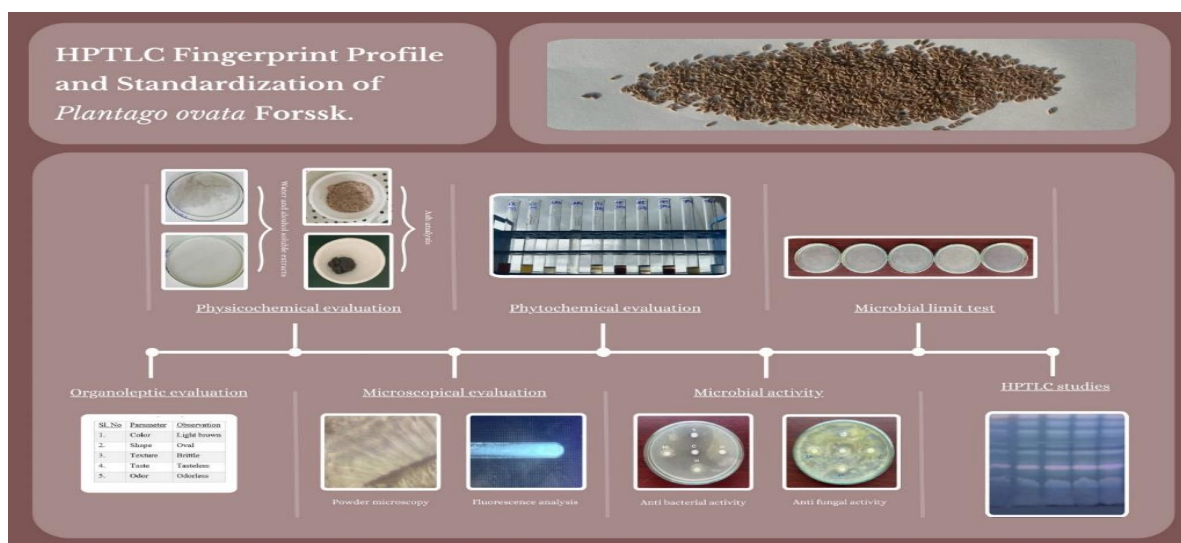 HPTLC Fingerprint Profile
and Standardization of
Plantago ovata Forssk.
Water and alcohol soluble extracts
Ash analysis
Physicochemical evaluation
Phytochemical evaluation
Microbial limit test
Organoleptic evaluation
Microscopical evaluation
Microbial activity
HPTLC studies
Sl. No Parameter Observation
1. Color Light brown
2. Shape Oval
3. Texture Brittle
4. Taste Tasteless
5. Odor Odorless
Powder microscopy
Fluorescence analysis
Anti bacterial activity
Anti fungal activity